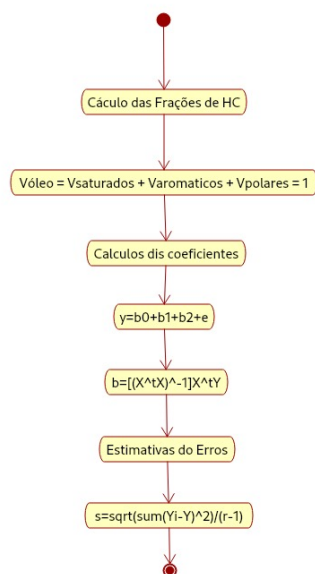 Cáculo das Frações de HC
Vóleo = Vsaturados + Varomaticos + Vpolares = 1
Calculos dis coeficientes
y=b0+b1+b2+e
b=[(X^tX)^-1]X^tY
Estimativas do Erros
s=sqrt(sum(Yi-Y)^2)/(r-1)